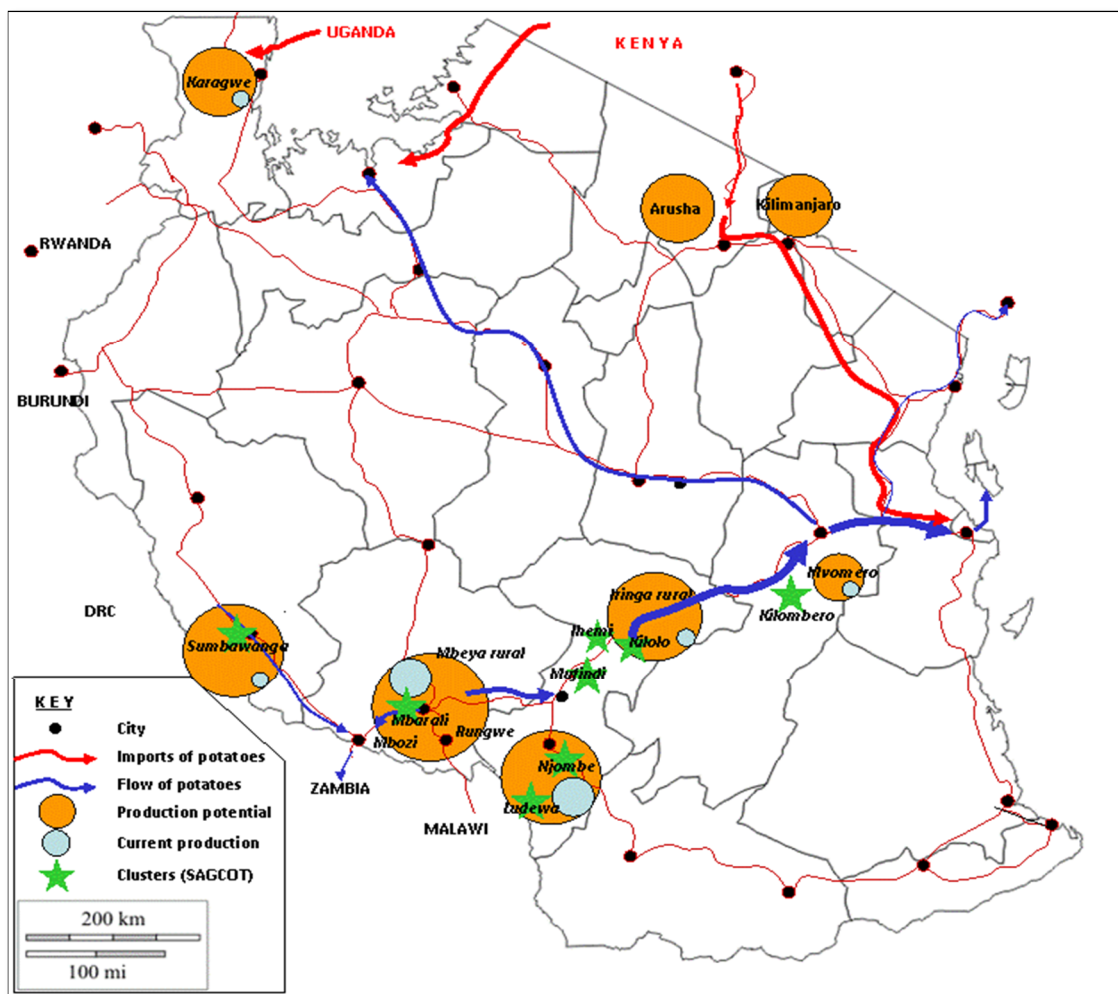 UGANDA
KENYA
Karagwe
Arusha
Kilimanjaro
RWANDA
BURUNDI
DRC
Mvomero
Iringa rural
Kilombero
Ihemi
Kilolo
Sumbawanga
Mbeya rural
Mufindi
Mbarali
Rungwe
Mbozi
Njombe
ZAMBIA
Ludewa
MALAWI
KEY
City
Imports of potatoes
Flow of potatoes
Production potential
Current production
Clusters (SAGCOT)
200 km
100 mi